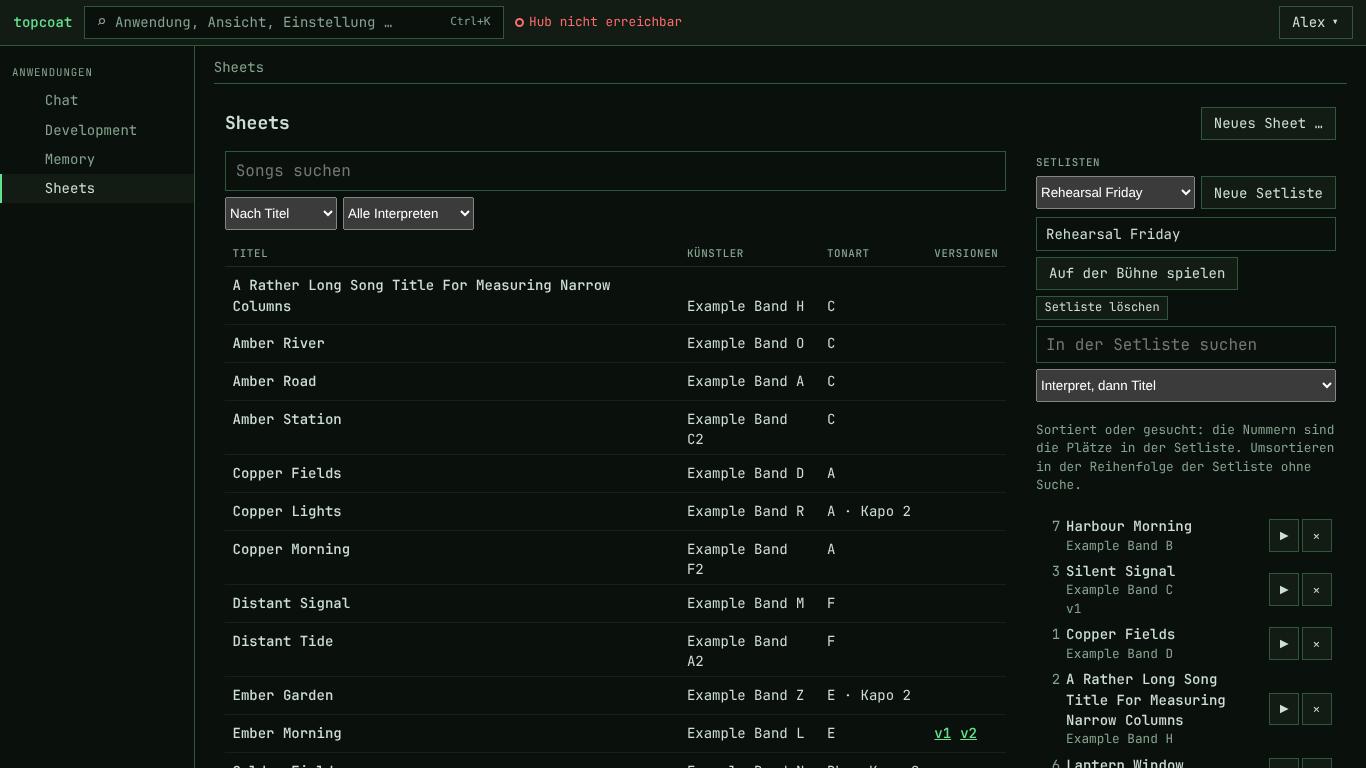 topcoat
Anwendung, Ansicht, Einstellung … Ctrl+K
Hub nicht erreichbar
Alex ▾
ANWENDUNGEN
Chat
Development
Memory
Sheets
Sheets
Sheets
Neues Sheet …
Songs suchen
Nach Titel
Alle Interpreten
TITEL KÜNSTLER TONART VERSIONEN
A Rather Long Song Title For Measuring Narrow
Columns Example Band H C
Amber River Example Band O C
Amber Road Example Band A C
Amber Station Example Band C
C2
Copper Fields Example Band D A
Copper Lights Example Band R A · Kapo 2
Copper Morning Example Band A
F2
Distant Signal Example Band M F
Distant Tide Example Band F
A2
Ember Garden Example Band Z E · Kapo 2
Ember Morning Example Band L E v1 v2
SETLISTEN
Rehearsal Friday
Neue Setliste
Rehearsal Friday
Auf der Bühne spielen
Setliste löschen
In der Setliste suchen
Interpret, dann Titel
Sortiert oder gesucht: die Nummern sind
die Plätze in der Setliste. Umsortieren
in der Reihenfolge der Setliste ohne
Suche.
7 Harbour Morning ▶ ×
Example Band B
3 Silent Signal ▶ ×
Example Band C
v1
1 Copper Fields ▶ ×
Example Band D
2 A Rather Long Song
Title For Measuring ▶ ×
Narrow Columns
Example Band H
6 Lantern Window